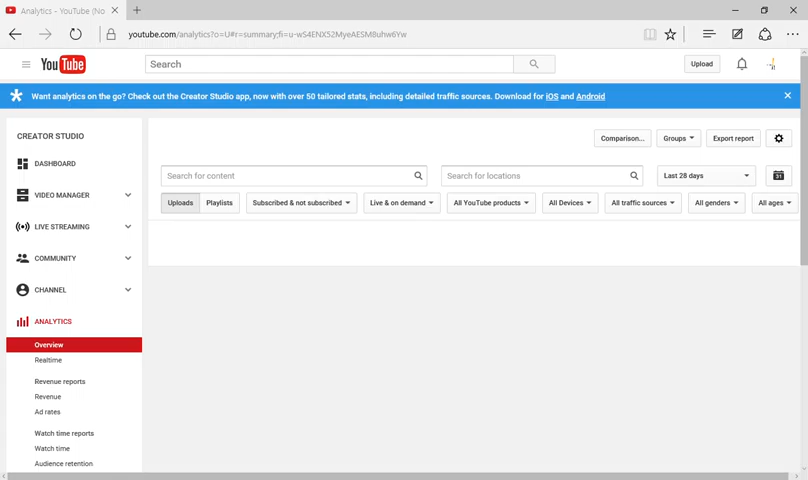 Analytics - YouTube (No
youtube.com/analytics?o=U#r=summary;fi=u-wS4ENX52MyeAESM8uhw6Yw
YouTube
Search
Upload
Want analytics on the go? Check out the Creator Studio app, now with over 50 tailored stats, including detailed traffic sources. Download for iOS and Android
CREATOR STUDIO
Comparison... Groups Export report
DASHBOARD
Search for content Search for locations Last 28 days 31
VIDEO MANAGER
Uploads Playlists Subscribed & not subscribed Live & on demand All YouTube products All Devices All traffic sources All genders All ages
LIVE STREAMING
COMMUNITY
CHANNEL
ANALYTICS
Overview
Realtime
Revenue reports
Revenue
Ad rates
Watch time reports
Watch time
Audience retention